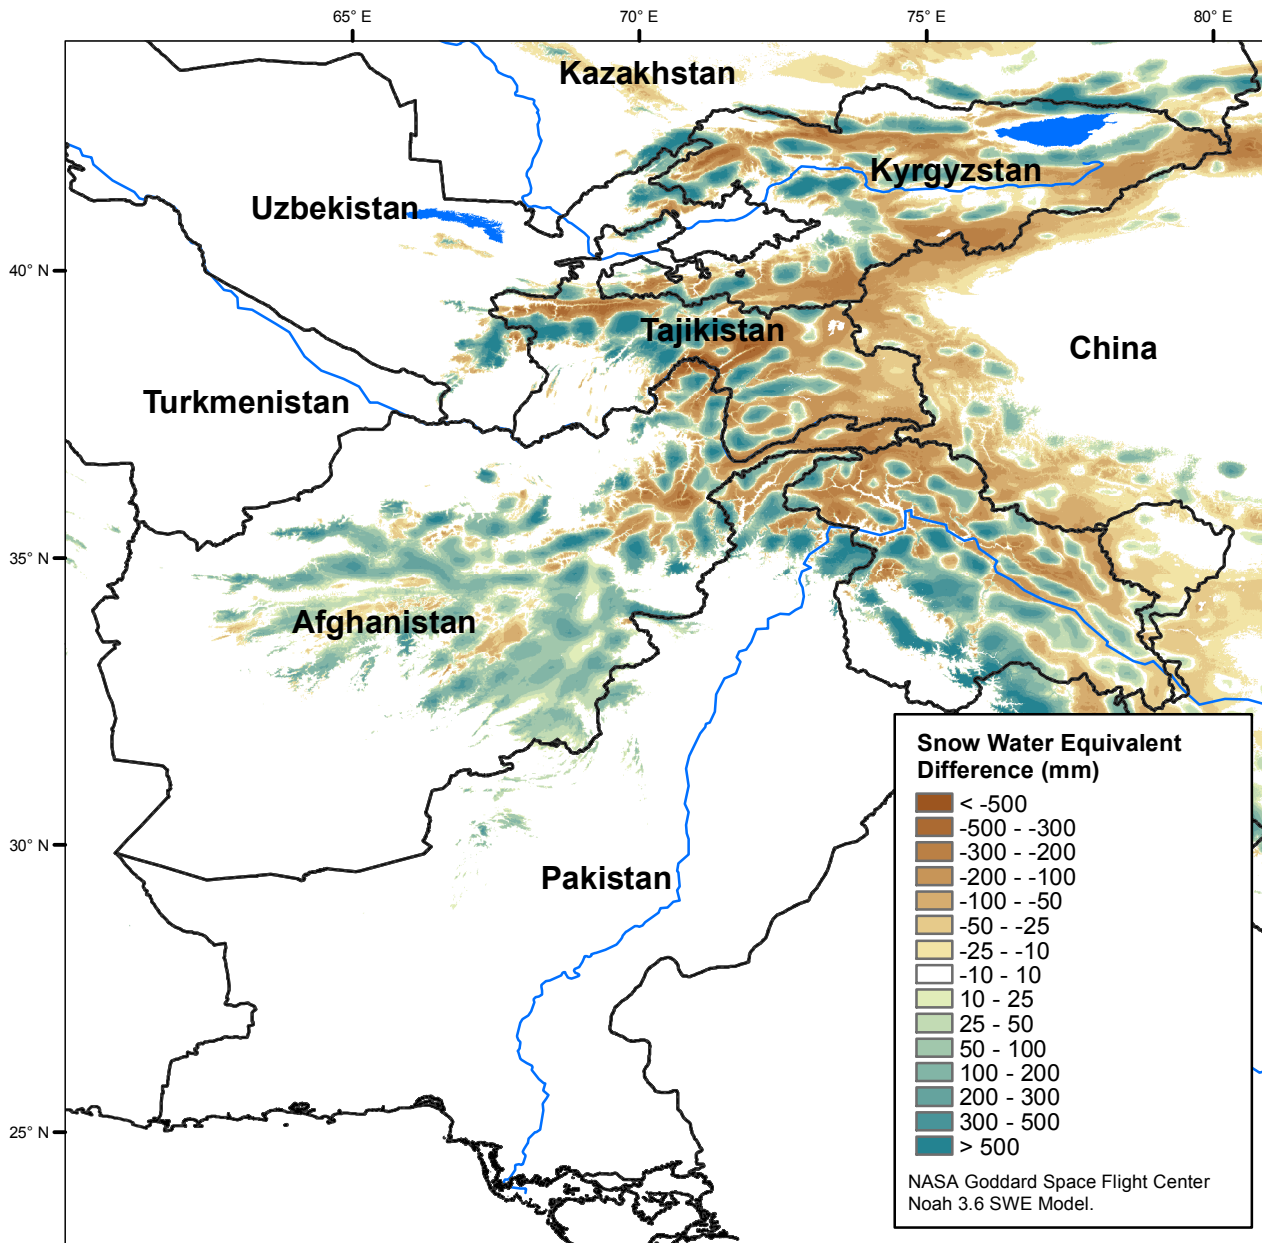 65° E
70° E
75° E
80° E
Kazakhstan
Kyrgyzstan
Uzbekistan
40° N
Tajikistan
China
Turkmenistan
35° N
Afghanistan
30° N
Pakistan
25° N
Snow Water Equivalent
Difference (mm)
< -500
-500 - -300
-300 - -200
-200 - -100
-100 - -50
-50 - -25
-25 - -10
-10 - 10
10 - 25
25 - 50
50 - 100
100 - 200
200 - 300
300 - 500
> 500
NASA Goddard Space Flight Center
Noah 3.6 SWE Model.